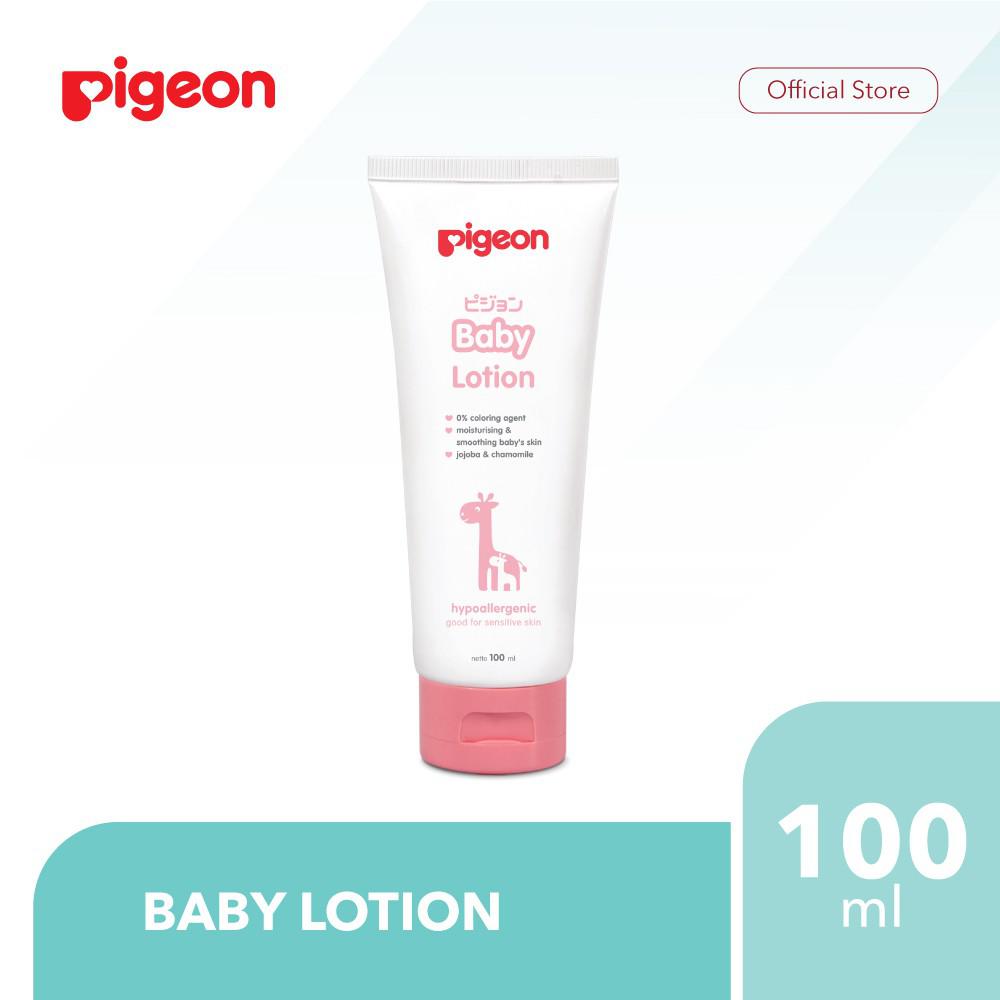 pigeon
Official Store
pigeon
ピジョン
Baby
Lotion
0% coloring agent
moisturising &
smoothing baby's skin
jojoba & chamomile
hypoallergenic
good for sensitive skin
netto 100 ml
BABY LOTION
100
ml